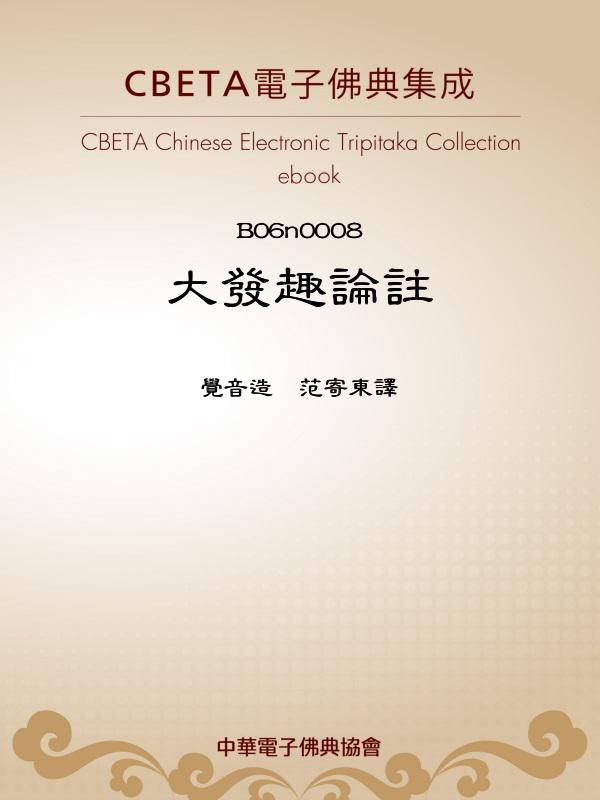 CBETA電子佛典集成
CBETA Chinese Electronic Tripitaka Collection
ebook
B06n0008
大發趣論註
覺音造　范寄東譯
中華電子佛典協會